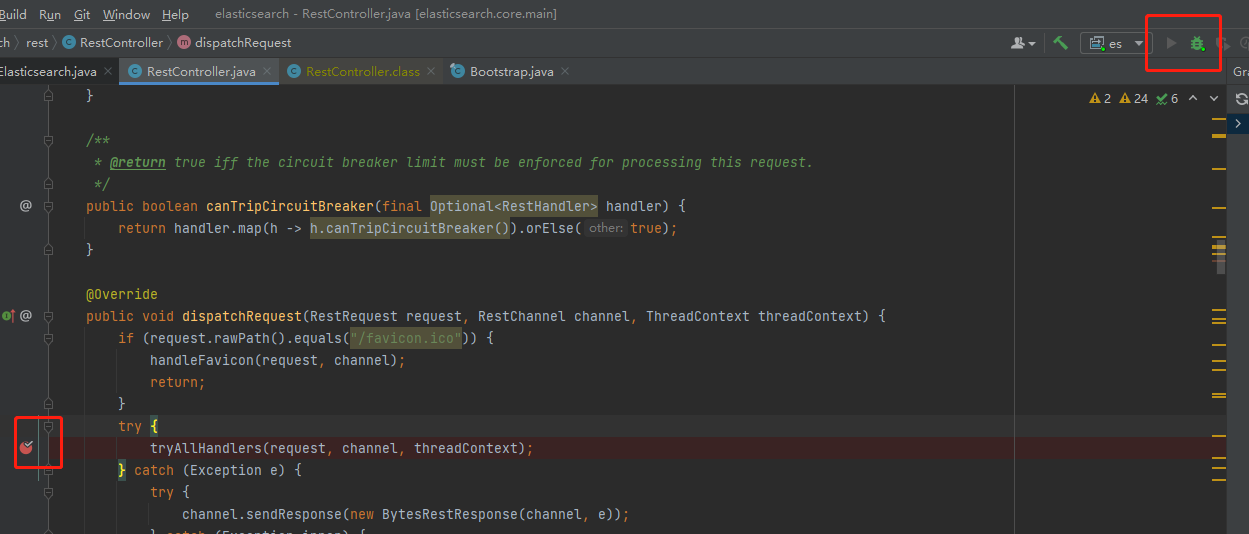 Build Run Git Window Help elasticsearch - RestController.java [elasticsearch.core.main]
ch rest RestController dispatchRequest es
Elasticsearch.java RestController.java RestController.class Bootstrap.java Gra
2 24 6
}
/**
* @return true iff the circuit breaker limit must be enforced for processing this request.
*/
public boolean canTripCircuitBreaker(final Optional<RestHandler> handler) {
return handler.map(h -> h.canTripCircuitBreaker()).orElse( other: true);
}
@Override
public void dispatchRequest(RestRequest request, RestChannel channel, ThreadContext threadContext) {
if (request.rawPath().equals("/favicon.ico")) {
handleFavicon(request, channel);
return;
}
try {
tryAllHandlers(request, channel, threadContext);
} catch (Exception e) {
try {
channel.sendResponse(new BytesRestResponse(channel, e));
} catch (Exception inner) {